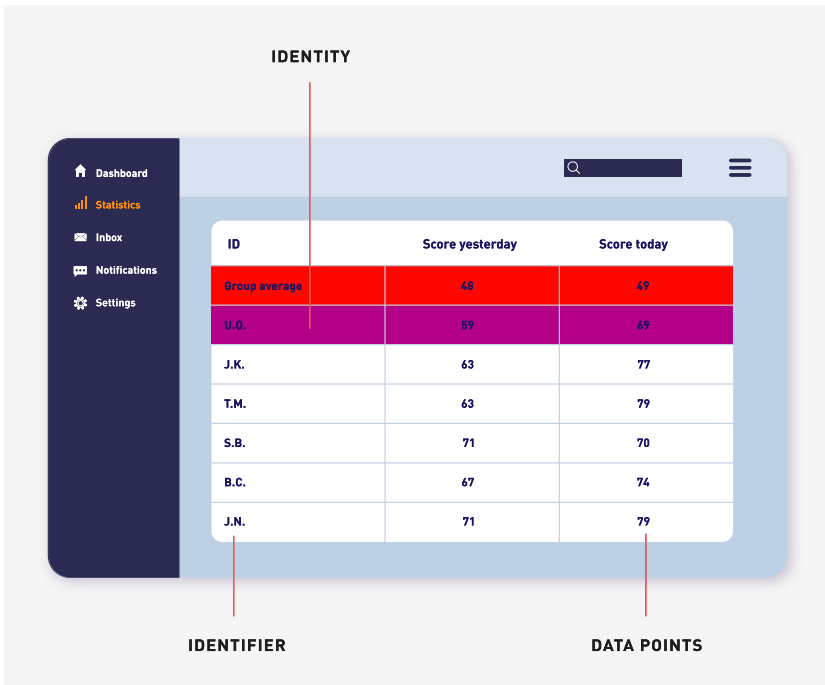 IDENTITY
Dashboard
Statistics
Inbox
Notifications
Settings
ID Score yesterday Score today
Group average 48 49
U.O. 59 69
J.K. 63 77
T.M. 63 79
S.B. 71 70
B.C. 67 74
J.N. 71 79
IDENTIFIER DATA POINTS